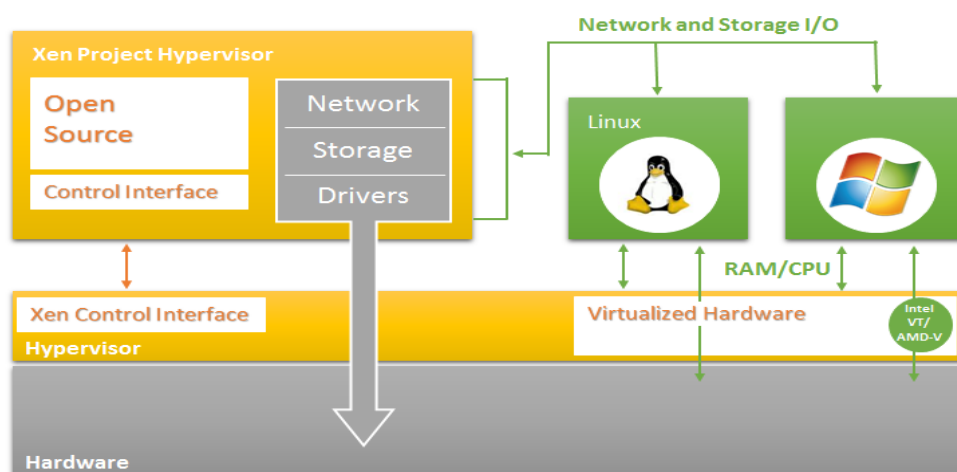 Network and Storage I/O
Xen Project Hypervisor
Open
Source
Control Interface
Network
Storage
Drivers
Linux
RAM/CPU
Xen Control Interface
Hypervisor
Virtualized Hardware
Intel
VT/
AMD-V
Hardware